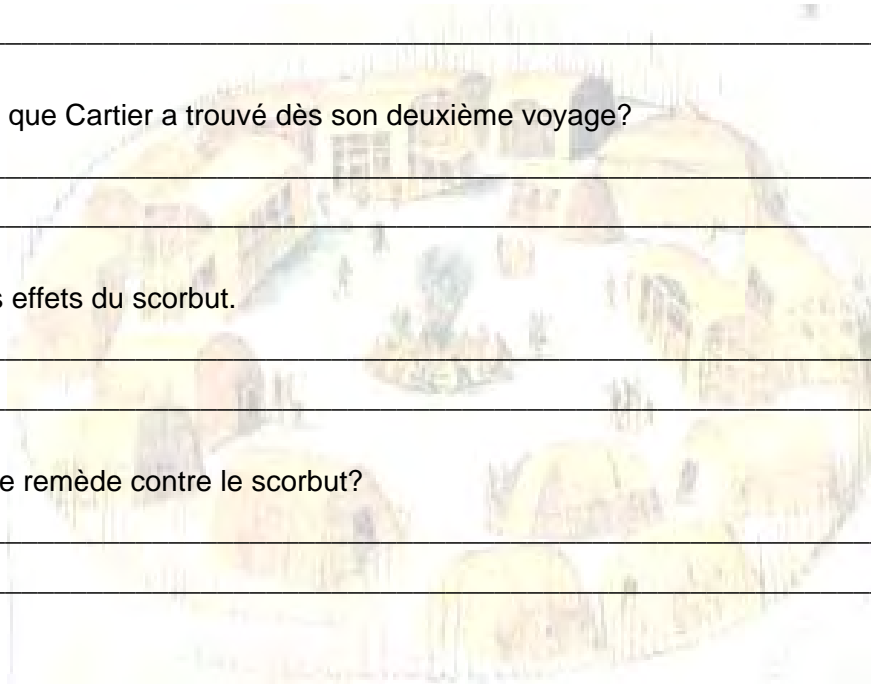 que Cartier a trouvé dès son deuxième voyage?
effets du scorbut.
remède contre le scorbut?